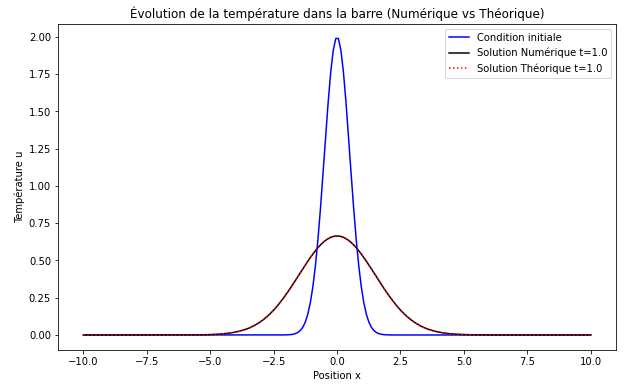 Évolution de la température dans la barre (Numérique vs Théorique)
Condition initiale
Solution Numérique t=1.0
Solution Théorique t=1.0
Température u
2.00
1.75
1.50
1.25
1.00
0.75
0.50
0.25
0.00
−10.0 −7.5 −5.0 −2.5 0.0 2.5 5.0 7.5 10.0
Position x